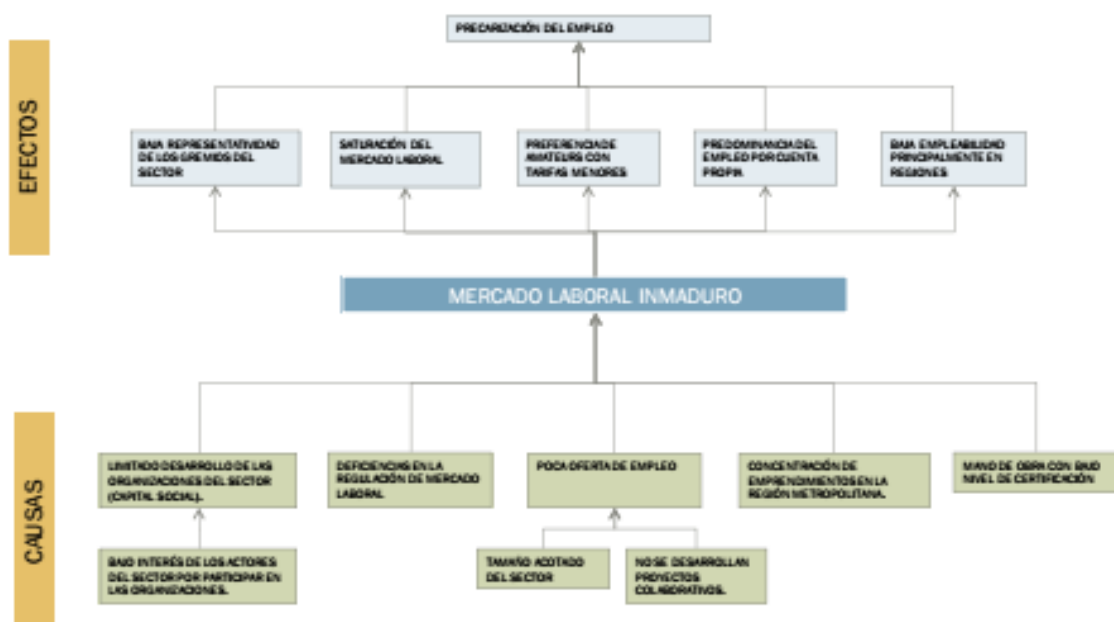 PRECARIZACIÓN DEL EMPLEO
EFECTOS
BAJA REPRESENTATIVIDAD
DE LOS GREMIOS DEL
SECTOR
SATURACIÓN DEL
MERCADO LABORAL
PREFERENCIA DE
AMATEURS CON
TARIFAS MENORES
PREDOMINANCIA DEL
EMPLEO POR CUENTA
PROPIA
BAJA EMPLEABILIDAD
PRINCIPALMENTE EN
REGIONES
MERCADO LABORAL INMADURO
CAUSAS
LIMITADO DESARROLLO DE LAS
ORGANIZACIONES DEL SECTOR
(CAPITAL SOCIAL).
DEFICIENCIAS EN LA
REGULACIÓN DE MERCADO
LABORAL.
POCA OFERTA DE EMPLEO
CONCENTRACIÓN DE
EMPRENDIMIENTOS EN LA
REGIÓN METROPOLITANA.
MANO DE OBRA CON BAJO
NIVEL DE CERTIFICACIÓN
BAJO INTERÉS DE LOS ACTORES
DEL SECTOR POR PARTICIPAR EN
LAS ORGANIZACIONES.
TAMAÑO ACOTADO
DEL SECTOR
NO SE DESARROLLAN
PROYECTOS
COLABORATIVOS.